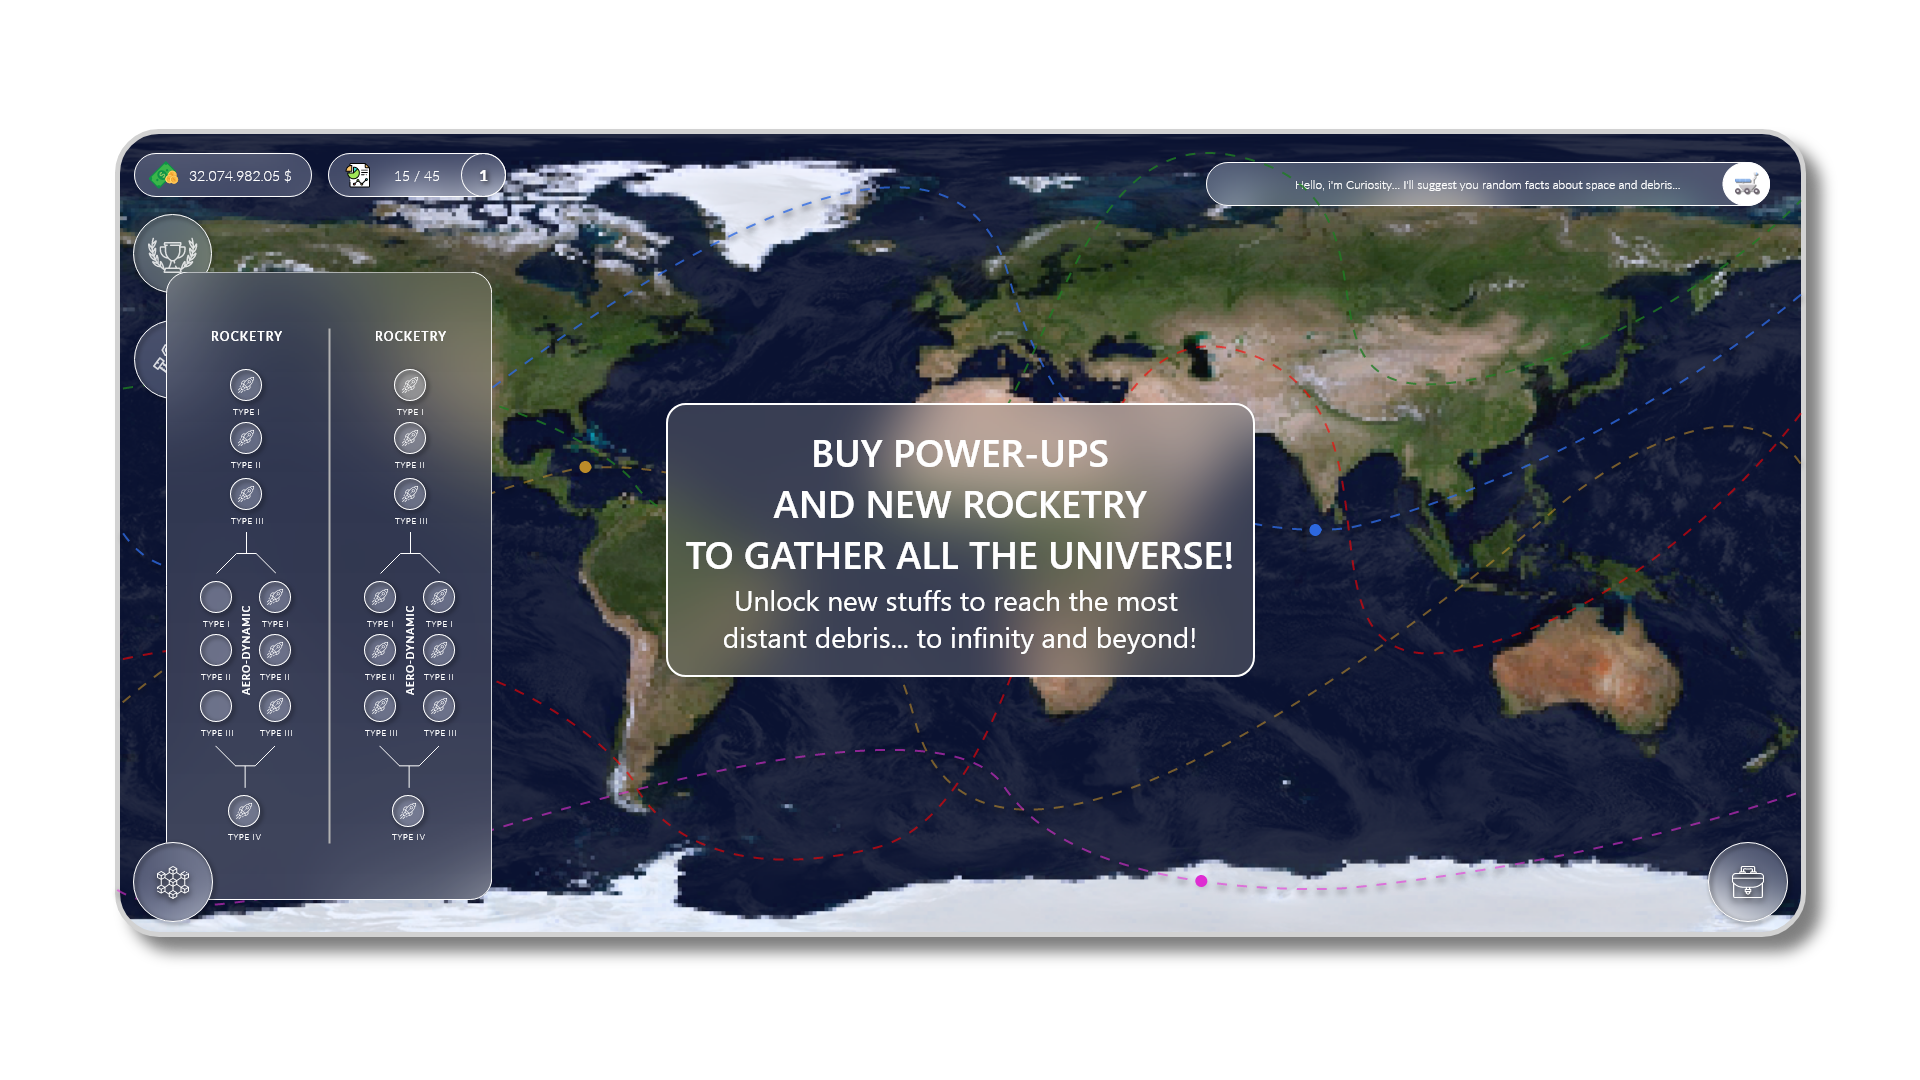 32.074.982.05 $
15 / 45
1
Hello, i'm Curiosity... I'll suggest you random facts about space and debris...
ROCKETRY
TYPE I
TYPE II
TYPE III
TYPE I
TYPE I
AERO-DYNAMIC
TYPE II
TYPE II
TYPE III
TYPE III
TYPE IV
ROCKETRY
TYPE I
TYPE II
TYPE III
TYPE I
TYPE I
AERO-DYNAMIC
TYPE II
TYPE II
TYPE III
TYPE III
TYPE IV
BUY POWER-UPS
AND NEW ROCKETRY
TO GATHER ALL THE UNIVERSE!
Unlock new stuffs to reach the most
distant debris... to infinity and beyond!